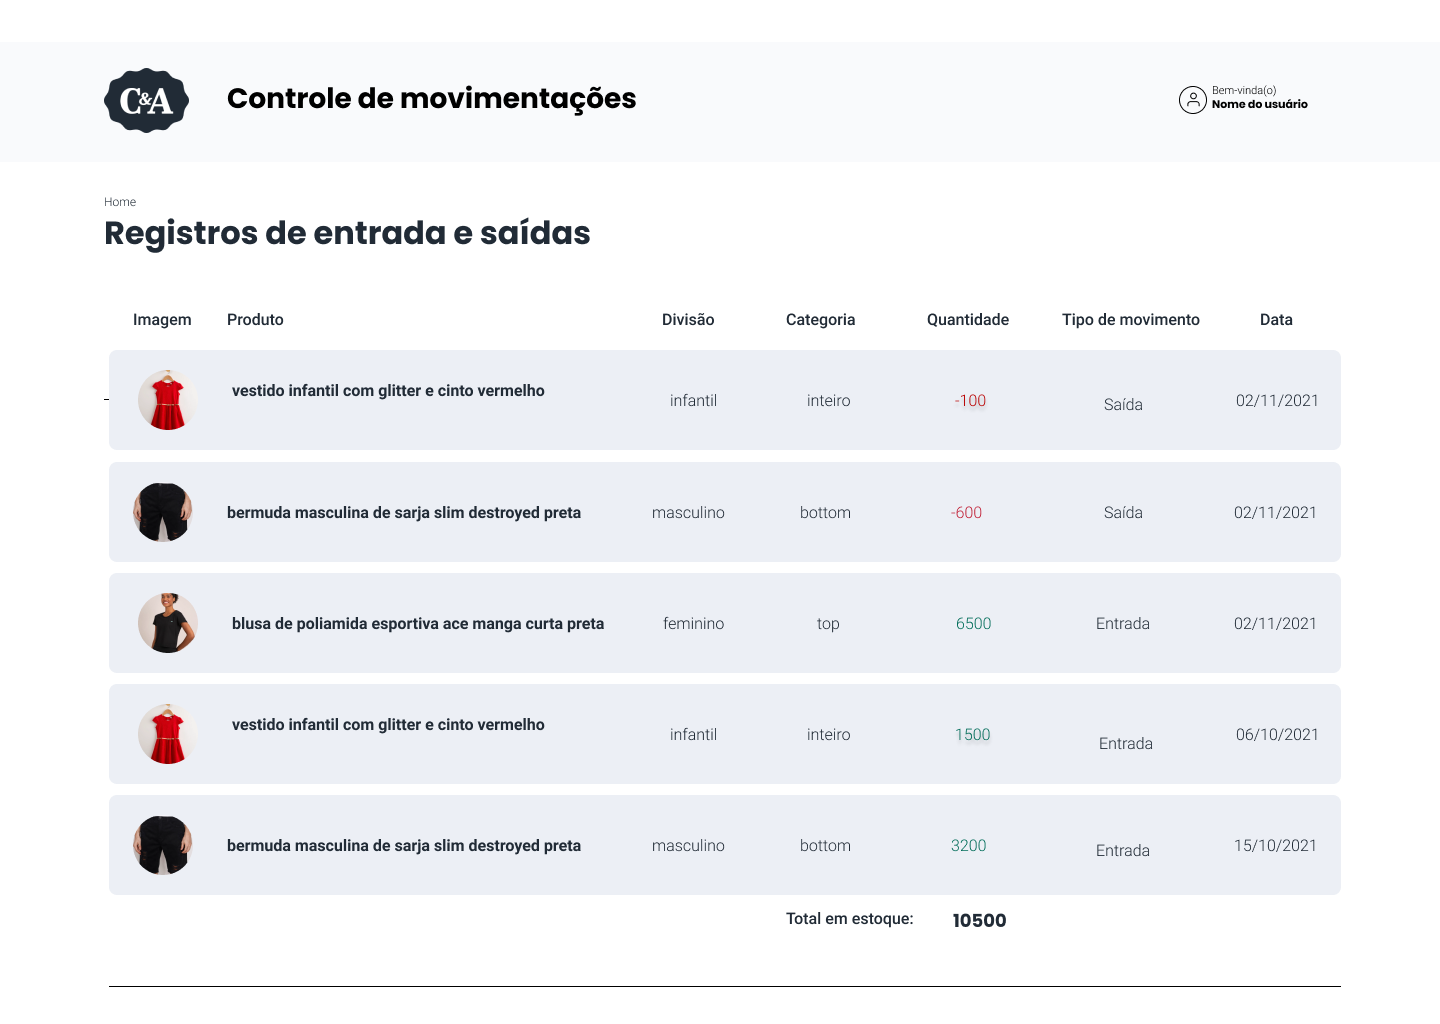 C&A
Controle de movimentações
Bem-vinda(o)
Nome do usuário
Home
Registros de entrada e saídas
Imagem Produto Divisão Categoria Quantidade Tipo de movimento Data
vestido infantil com glitter e cinto vermelho infantil inteiro -100 Saída 02/11/2021
bermuda masculina de sarja slim destroyed preta masculino bottom -600 Saída 02/11/2021
blusa de poliamida esportiva ace manga curta preta feminino top 6500 Entrada 02/11/2021
vestido infantil com glitter e cinto vermelho infantil inteiro 1500 Entrada 06/10/2021
bermuda masculina de sarja slim destroyed preta masculino bottom 3200 Entrada 15/10/2021
Total em estoque: 10500